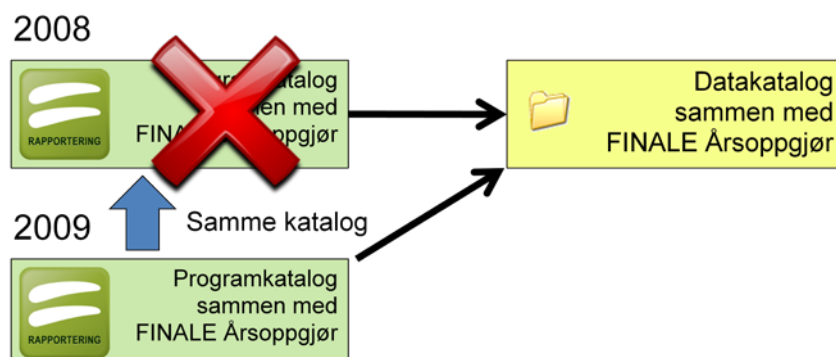 2008
RAPPORTERING
sammen med
FINALE Årsoppgjør
Datakatalog
sammen med
FINALE Årsoppgjør
Samme katalog
2009
RAPPORTERING
Programkatalog
sammen med
FINALE Årsoppgjør